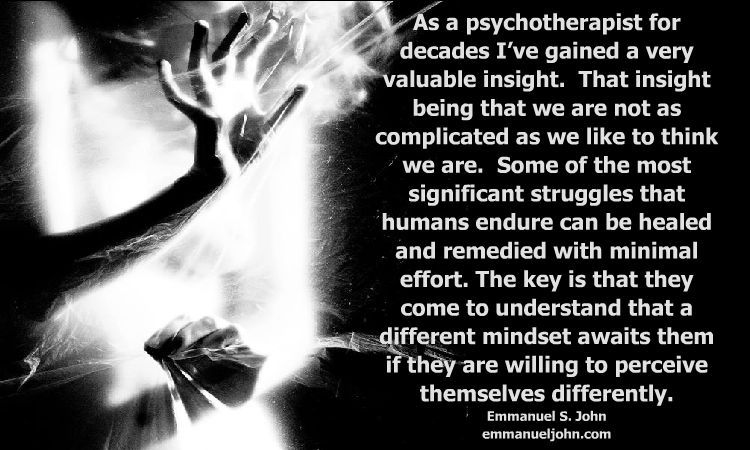 As a psychotherapist for
decades I’ve gained a very
valuable insight.  That insight
being that we are not as
complicated as we like to think
we are.  Some of the most
significant struggles that
humans endure can be healed
and remedied with minimal
effort. The key is that they
come to understand that a
different mindset awaits them
if they are willing to perceive
themselves differently.
Emmanuel S. John
emmanueljohn.com